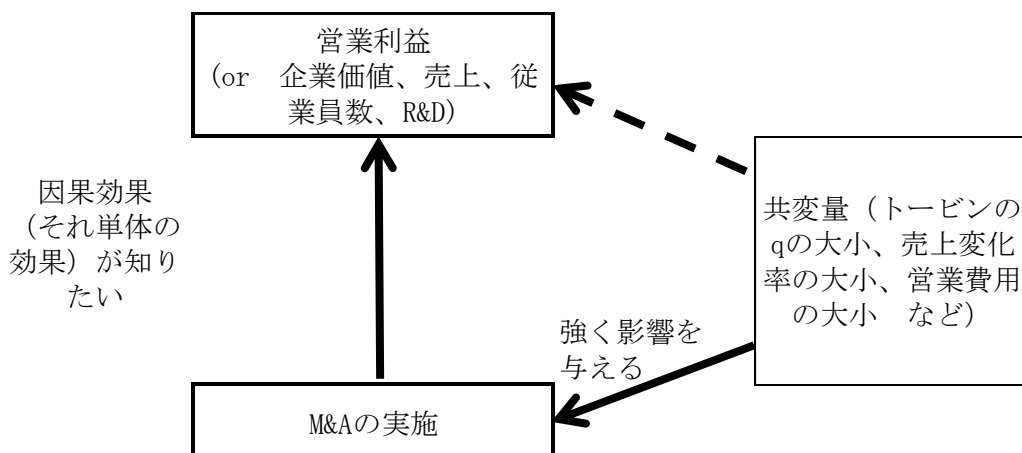 営業利益
(or　企業価値、売上、従
業員数、R&D)
因果効果
（それ単体の
効果）が知り
たい
共変量（トービンの
qの大小、売上変化
率の大小、営業費用
の大小　など）
強く影響を
与える
M&Aの実施